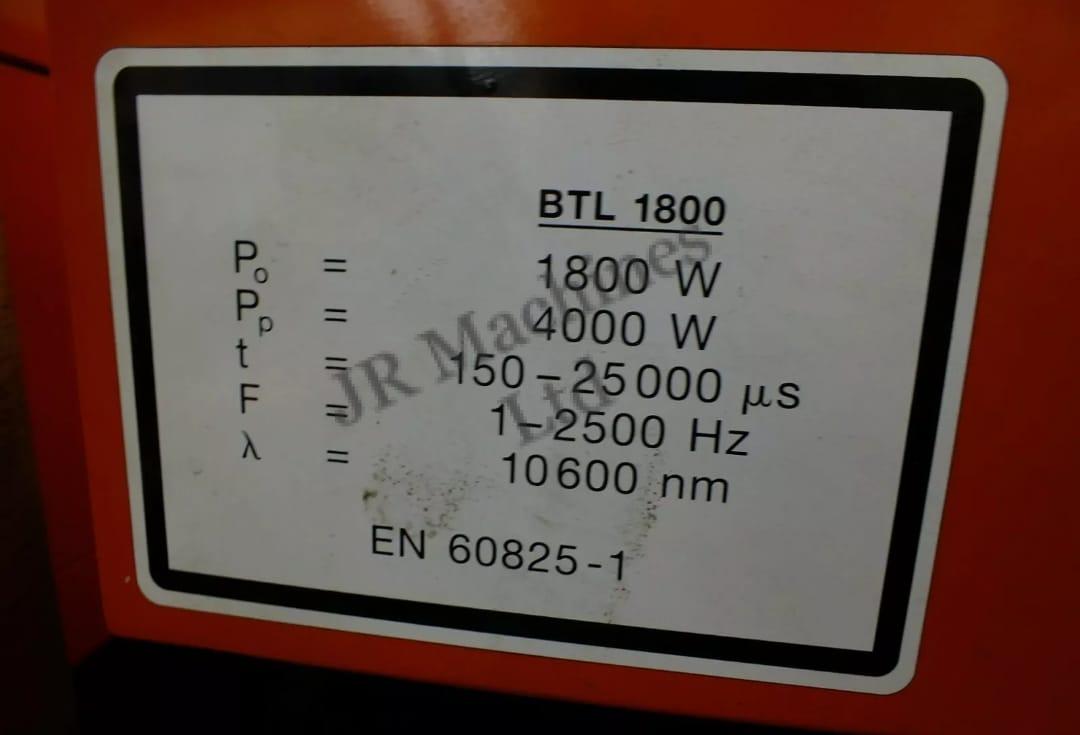 BTL 1800
Po = 1800 W
Pp = 4000 W
t = 150–25000 µs
F = 1–2500 Hz
λ = 10600 nm
EN 60825-1
JR Machines
Ltd